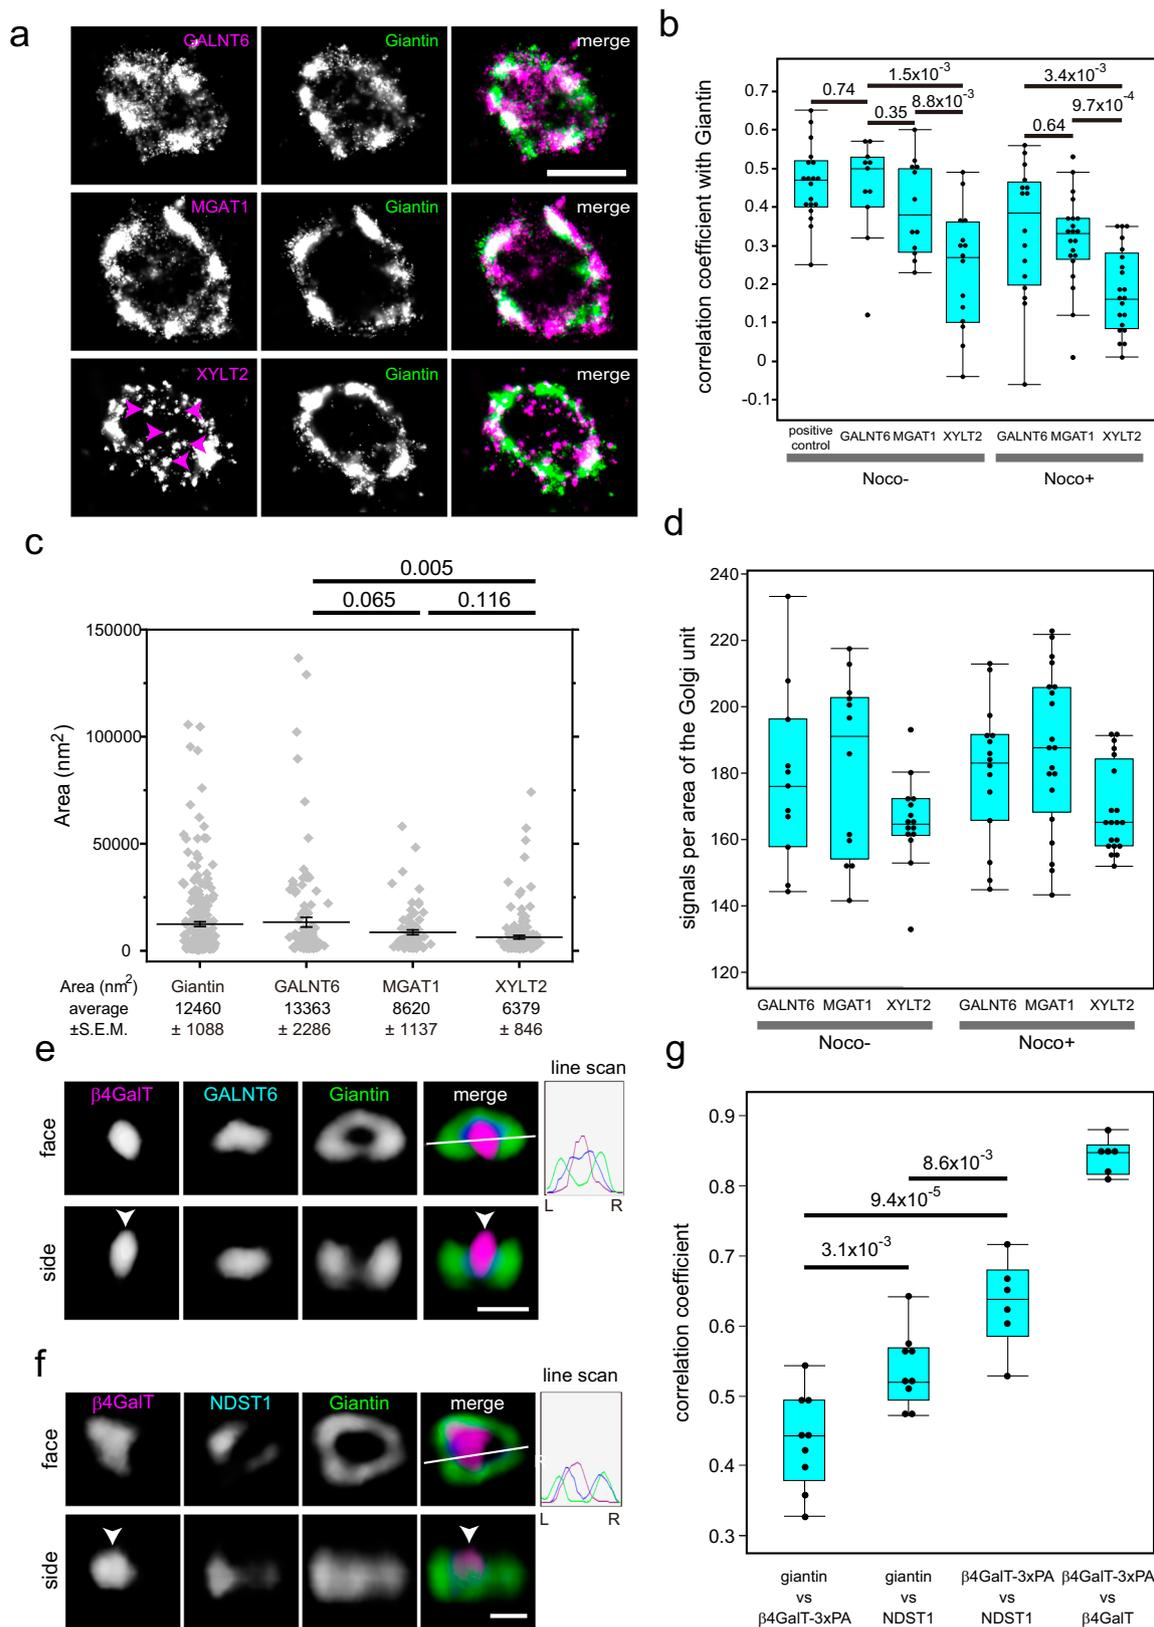 a
GALNT6 Giantin merge
MGAT1 Giantin merge
XYLT2 Giantin merge
b
correlation coefficient with Giantin
0.7
0.6
0.5
0.4
0.3
0.2
0.1
0
-0.1
1.5x10-3
0.74
0.35
8.8x10-3
3.4x10-3
9.7x10-4
0.64
positive control GALNT6 MGAT1 XYLT2 GALNT6 MGAT1 XYLT2
Noco- Noco+
c
0.005
0.065 0.116
Area (nm2)
150000
100000
50000
0
Area (nm2) Giantin GALNT6 MGAT1 XYLT2
average 12460 13363 8620 6379
±S.E.M. ± 1088 ± 2286 ± 1137 ± 846
d
signals per area of the Golgi unit
240
220
200
180
160
140
120
GALNT6 MGAT1 XYLT2 GALNT6 MGAT1 XYLT2
Noco- Noco+
e
line scan
β4GalT GALNT6 Giantin merge
face
L R
side
f
line scan
β4GalT NDST1 Giantin merge
face
L R
side
g
correlation coefficient
0.9
0.8
0.7
0.6
0.5
0.4
0.3
8.6x10-3
9.4x10-5
3.1x10-3
giantin giantin β4GalT-3xPA β4GalT-3xPA
vs vs vs vs
β4GalT-3xPA NDST1 NDST1 β4GalT